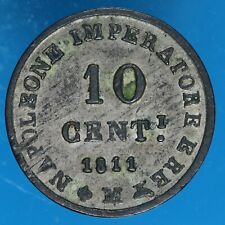 NAPOLEONE IMPERATORE E RE
10
CENT.I
1811
M